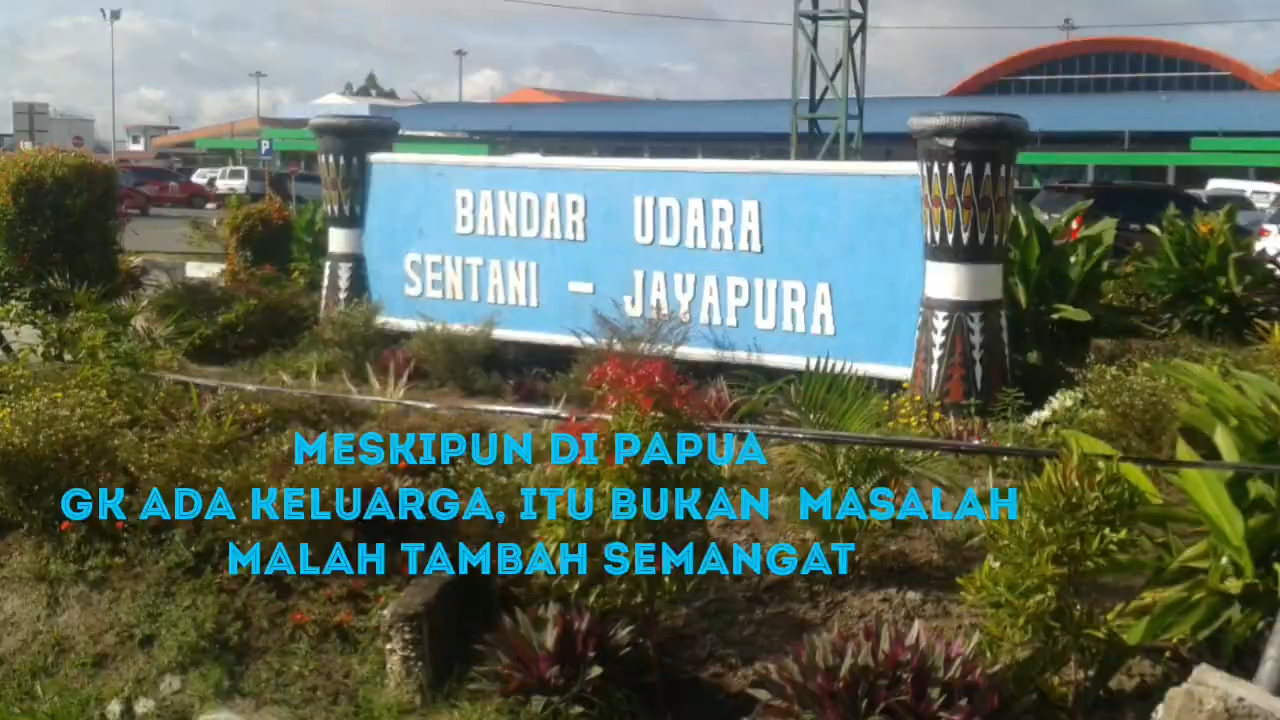 P
BANDAR UDARA
SENTANI - JAYAPURA
MESKIPUN DI PAPUA
GK ADA KELUARGA, ITU BUKAN MASALAH
MALAH TAMBAH SEMANGAT